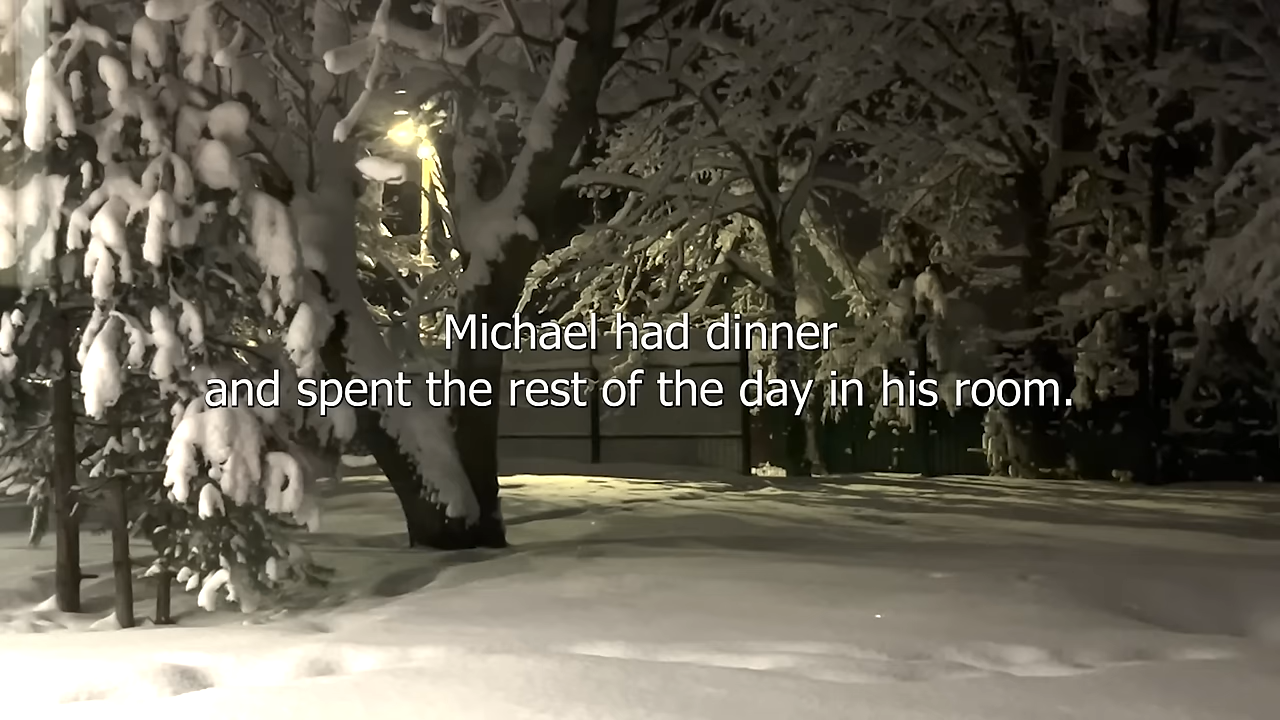 Michael had dinner
and spent the rest of the day in his room.